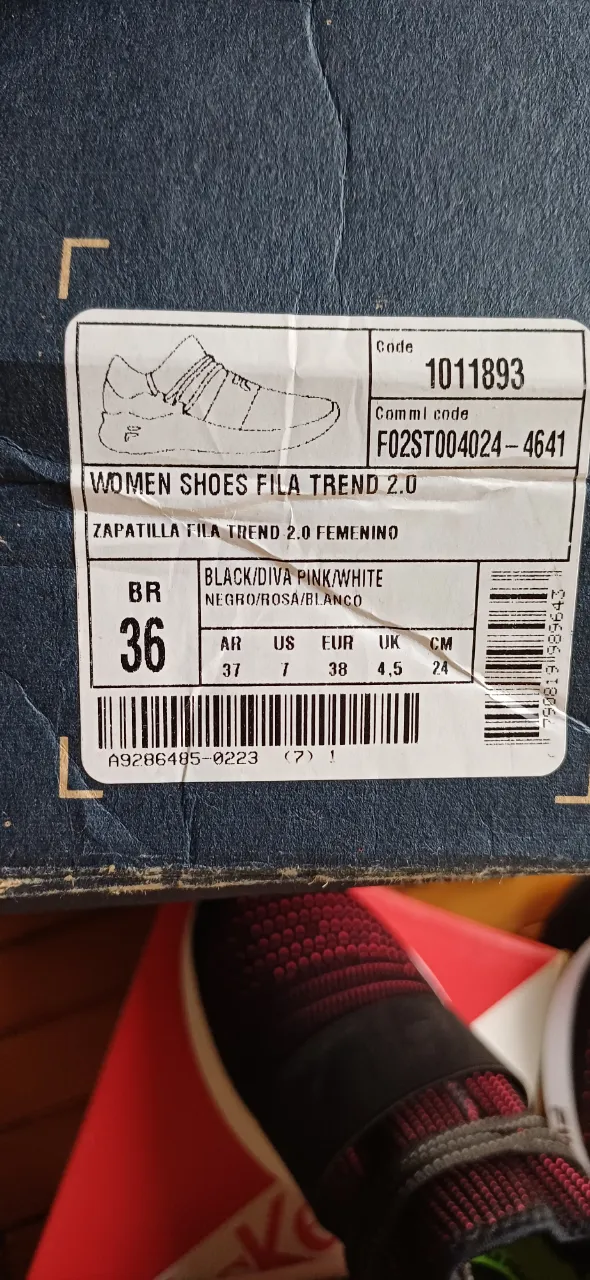 Code
1011893
Comml code
F02ST004024-4641
WOMEN SHOES FILA TREND 2.0
ZAPATILLA FILA TREND 2.0 FEMENINO
BR
36
BLACK/DIVA PINK/WHITE
NEGRO/ROSA/BLANCO
AR US EUR UK CM
37 7 38 4,5 24
A9286485-0223 (7) !
790819 989643